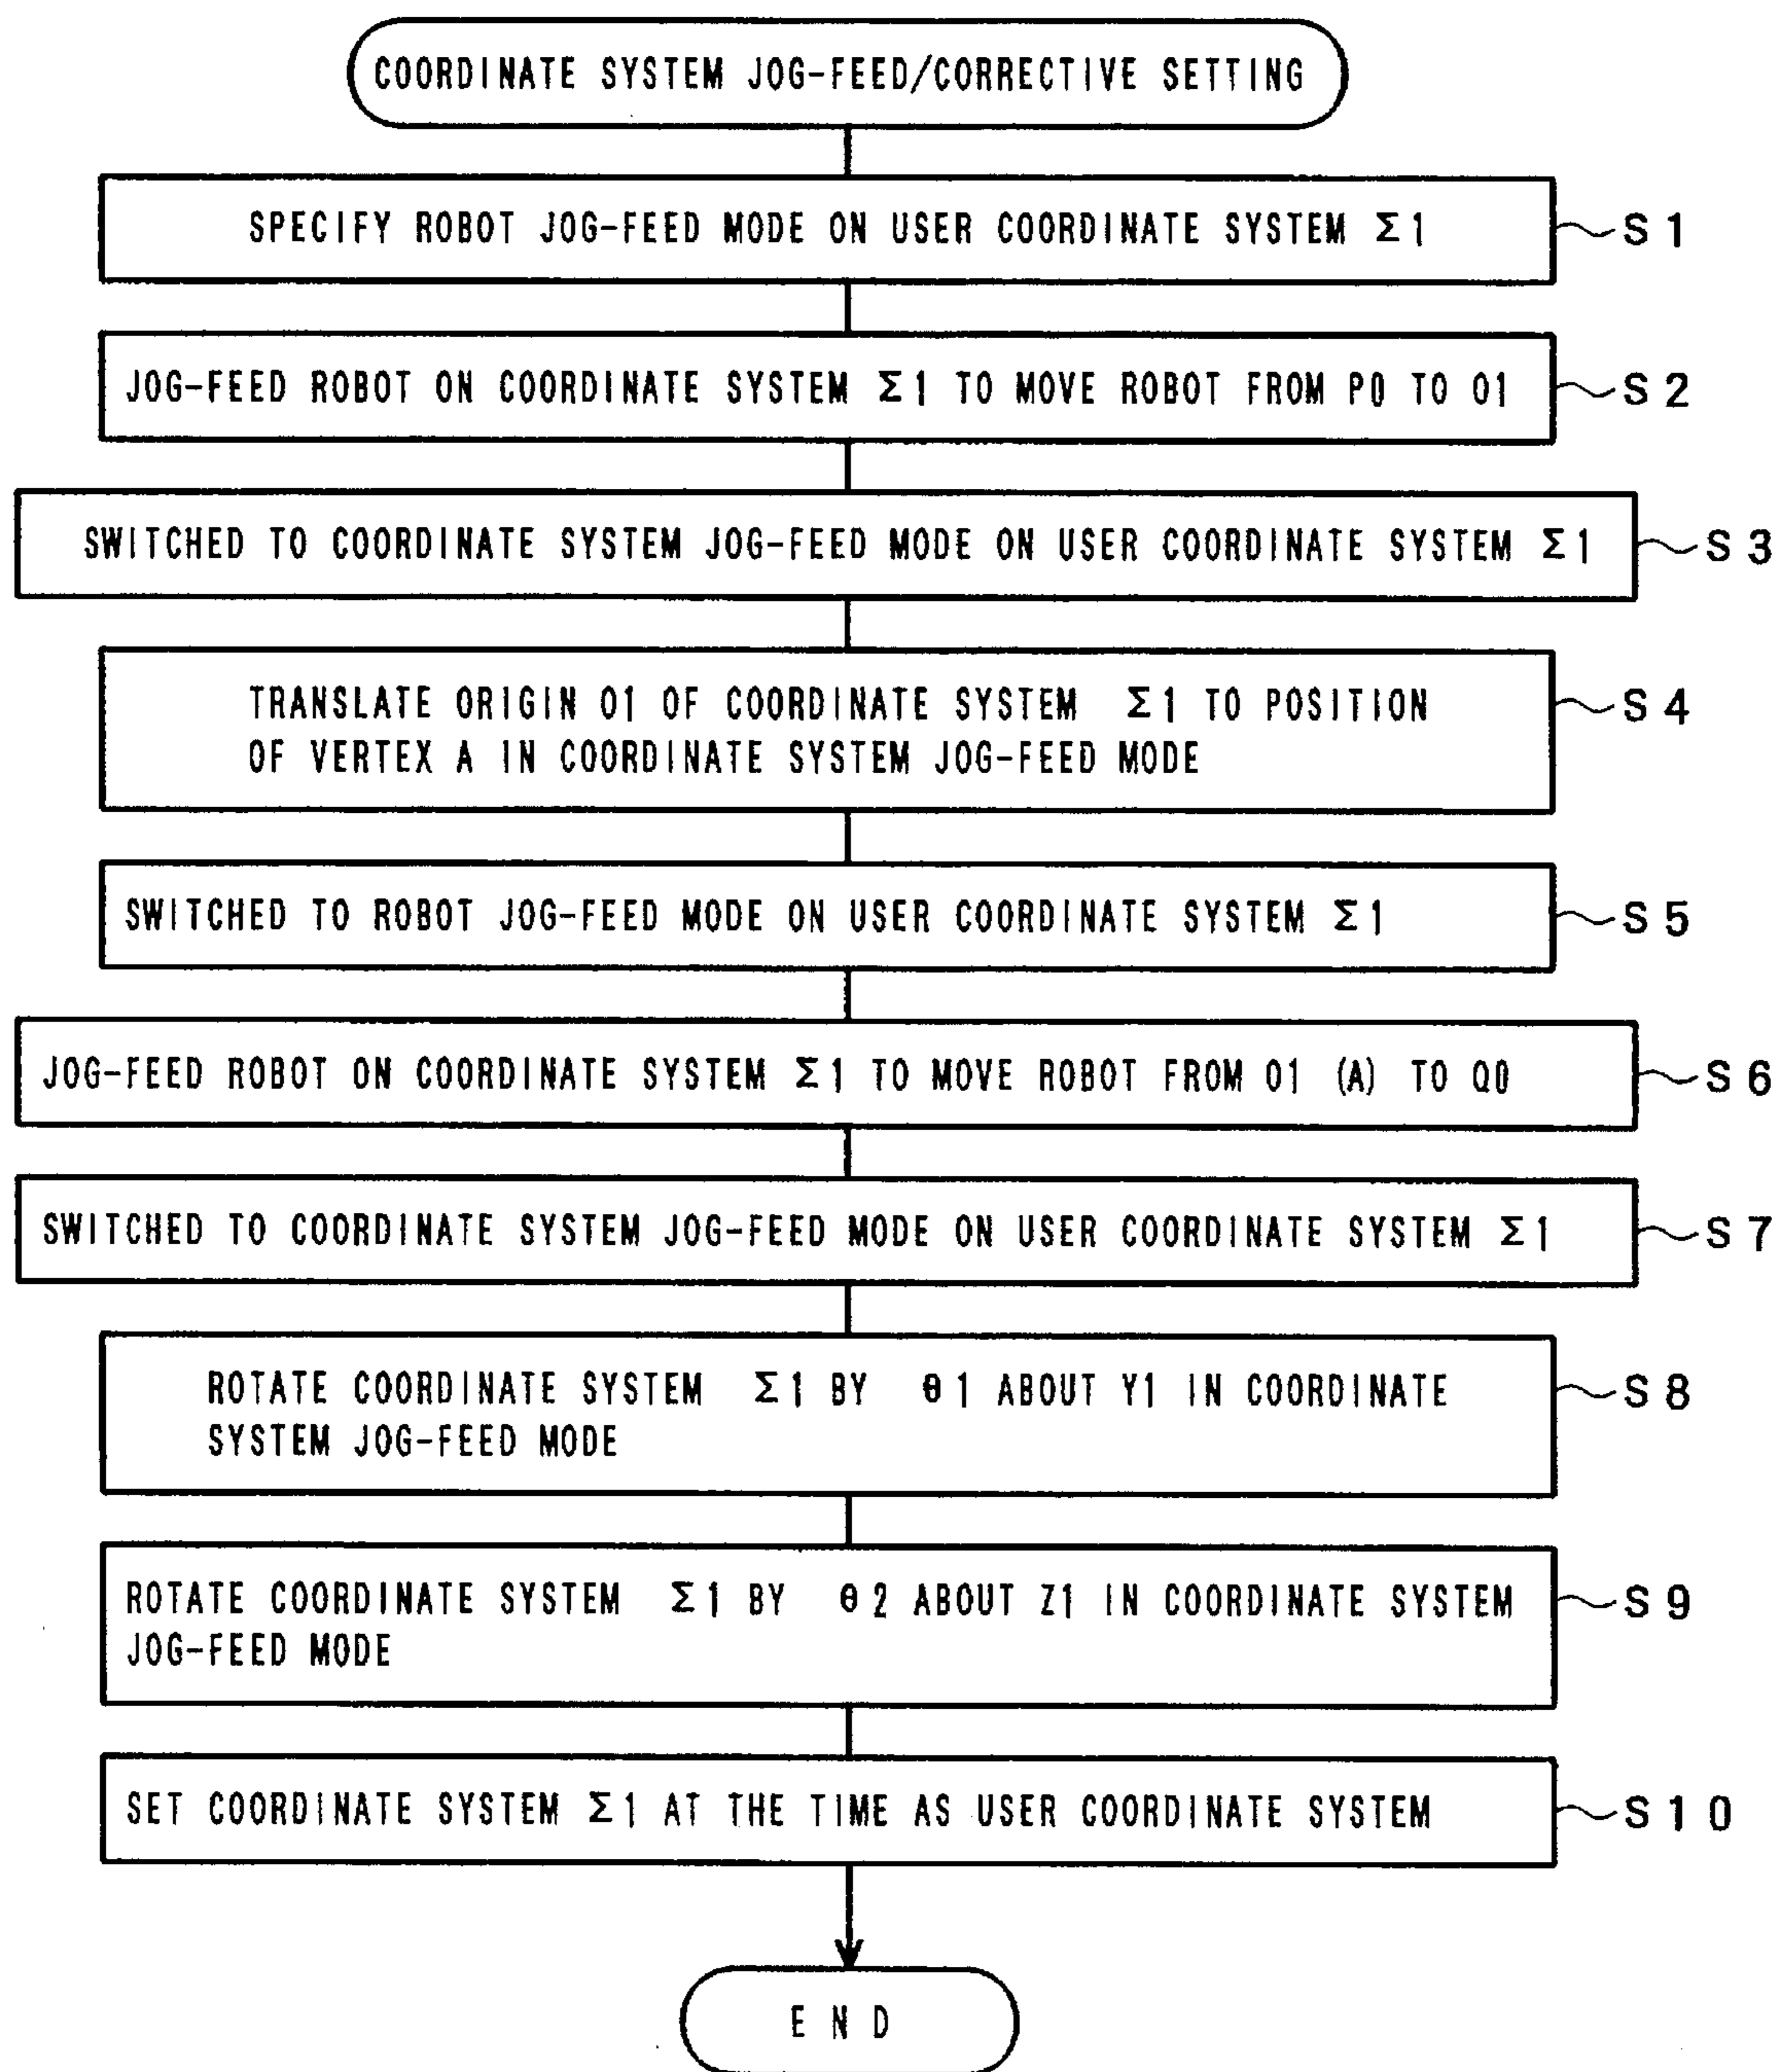 COORDINATE SYSTEM JOG-FEED/CORRECTIVE SETTING
SPECIFY ROBOT JOG-FEED MODE ON USER COORDINATE SYSTEM Σ1
S1
JOG-FEED ROBOT ON COORDINATE SYSTEM Σ1 TO MOVE ROBOT FROM P0 TO O1
S2
SWITCHED TO COORDINATE SYSTEM JOG-FEED MODE ON USER COORDINATE SYSTEM Σ1
S3
TRANSLATE ORIGIN O1 OF COORDINATE SYSTEM Σ1 TO POSITION
OF VERTEX A IN COORDINATE SYSTEM JOG-FEED MODE
S4
SWITCHED TO ROBOT JOG-FEED MODE ON USER COORDINATE SYSTEM Σ1
S5
JOG-FEED ROBOT ON COORDINATE SYSTEM Σ1 TO MOVE ROBOT FROM O1 (A) TO Q0
S6
SWITCHED TO COORDINATE SYSTEM JOG-FEED MODE ON USER COORDINATE SYSTEM Σ1
S7
ROTATE COORDINATE SYSTEM Σ1 BY θ1 ABOUT Y1 IN COORDINATE
SYSTEM JOG-FEED MODE
S8
ROTATE COORDINATE SYSTEM Σ1 BY θ2 ABOUT Z1 IN COORDINATE SYSTEM
JOG-FEED MODE
S9
SET COORDINATE SYSTEM Σ1 AT THE TIME AS USER COORDINATE SYSTEM
S10
END